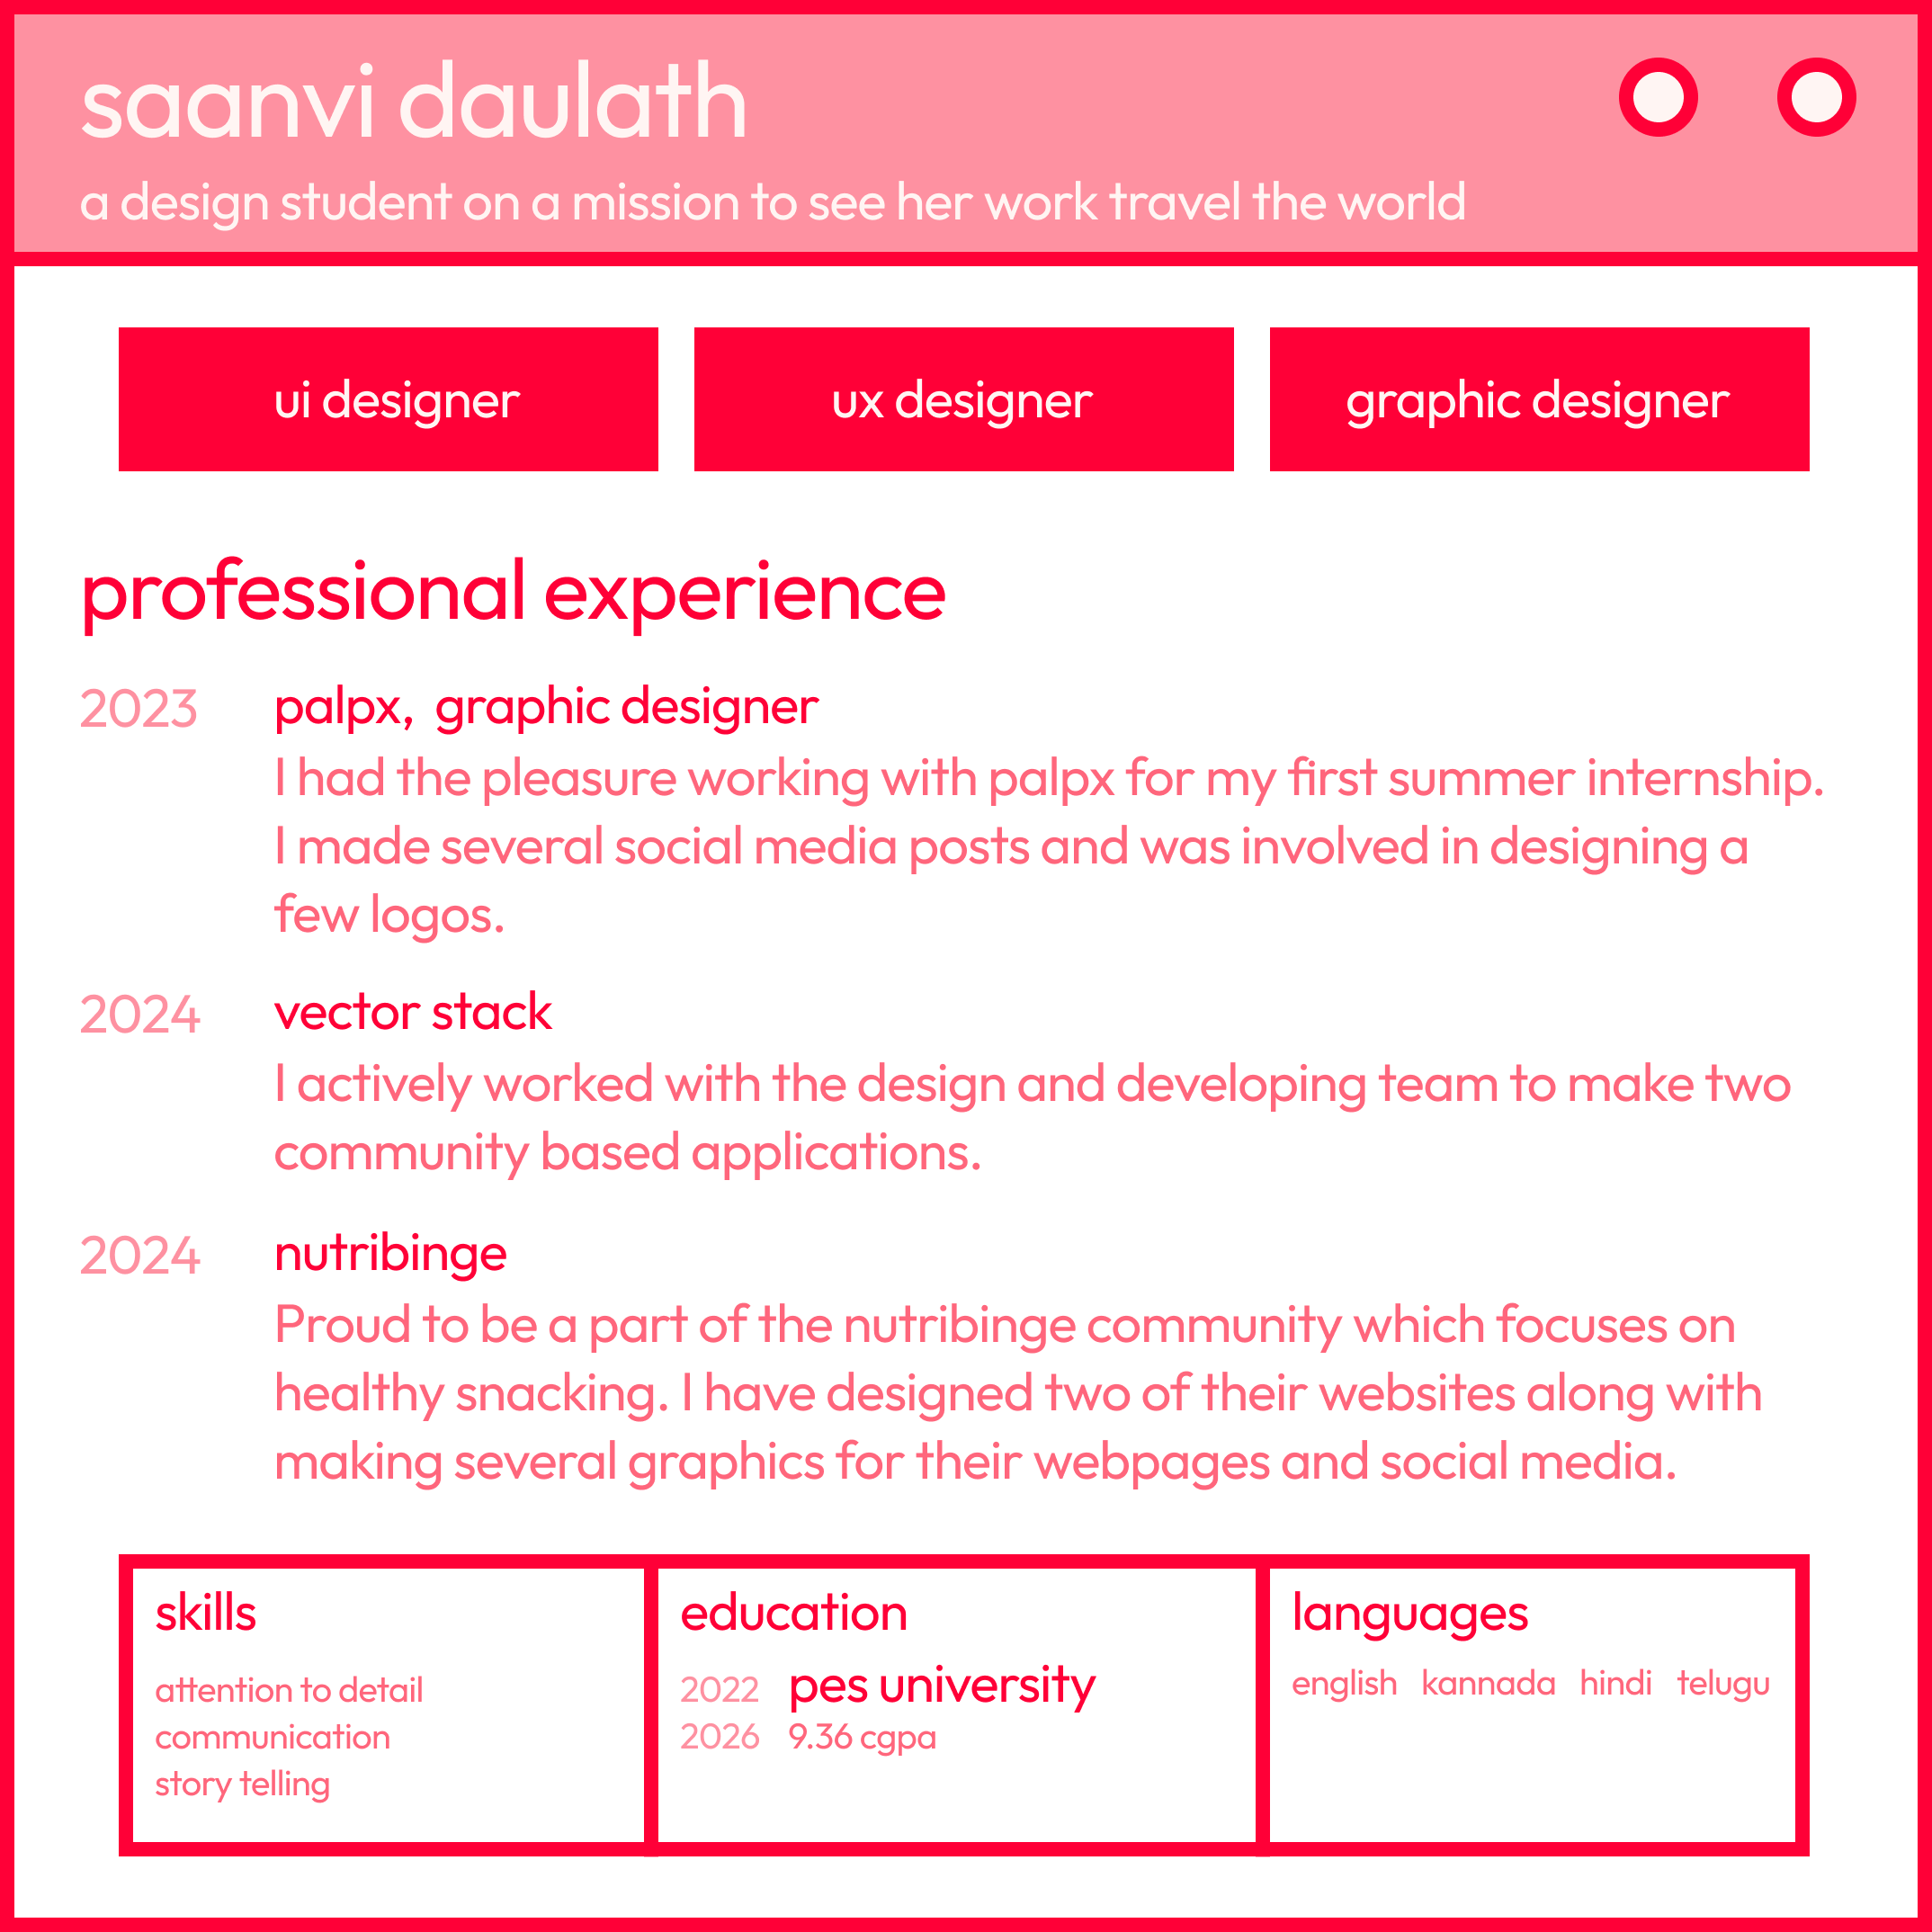 saanvi daulath
a design student on a mission to see her work travel the world
ui designer
ux designer
graphic designer
professional experience
2023
palpx,  graphic designer
I had the pleasure working with palpx for my first summer internship.
I made several social media posts and was involved in designing a
few logos.
2024
vector stack
I actively worked with the design and developing team to make two
community based applications.
2024
nutribinge
Proud to be a part of the nutribinge community which focuses on
healthy snacking. I have designed two of their websites along with
making several graphics for their webpages and social media.
skills
attention to detail
communication
story telling
education
2022 pes university
2026 9.36 cgpa
languages
english kannada hindi telugu